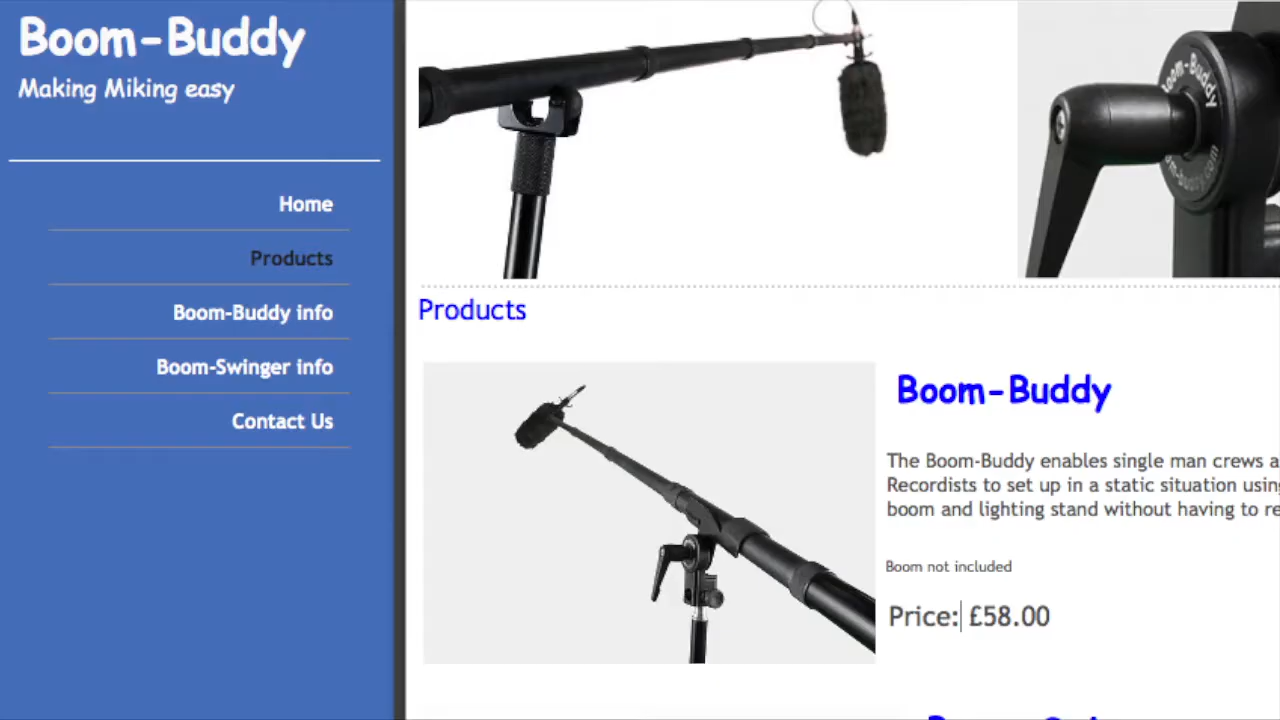 Boom-Buddy
Making Miking easy
Home
Products
Boom-Buddy info
Boom-Swinger info
Contact Us
Boom-Buddy
Products
Boom-Buddy
The Boom-Buddy enables single man crews
Recordists to set up in a static situation
boom and lighting stand without having to
Boom not included
Price: £58.00